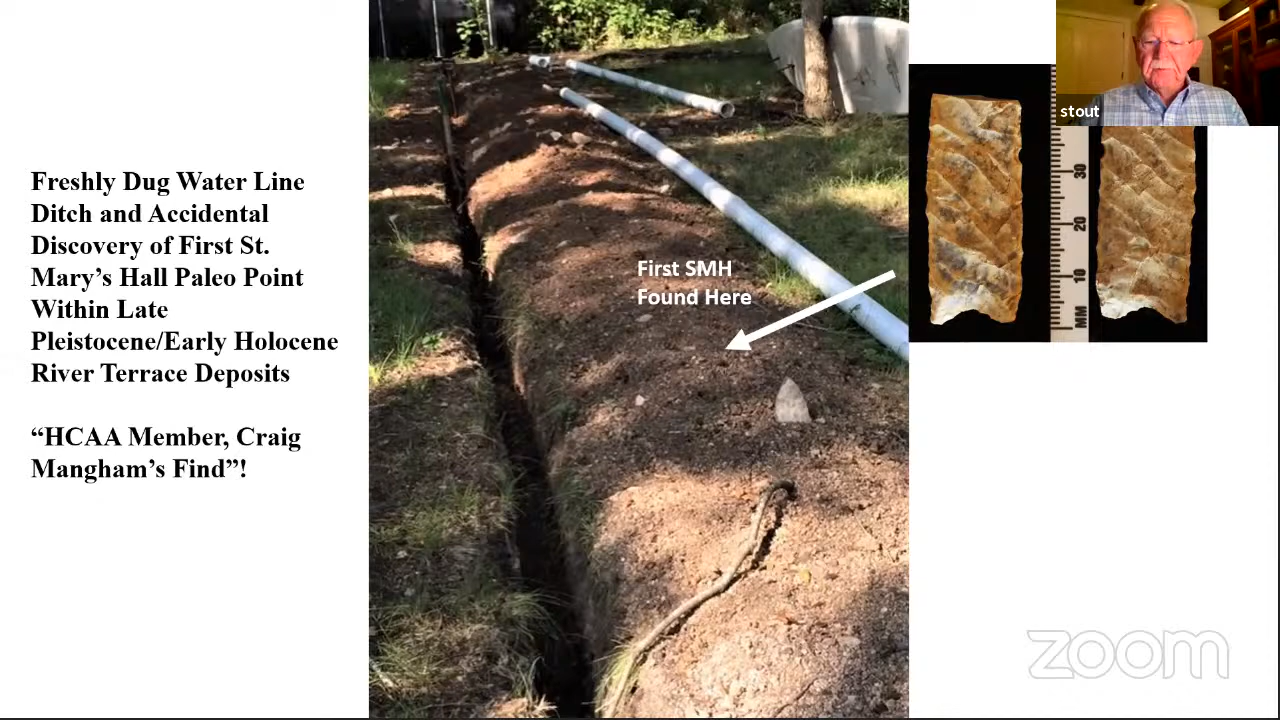 Freshly Dug Water Line
Ditch and Accidental
Discovery of First St.
Mary’s Hall Paleo Point
Within Late
Pleistocene/Early Holocene
River Terrace Deposits
“HCAA Member, Craig
Mangham’s Find”!
First SMH
Found Here
30
20
10
MM
stout
zoom